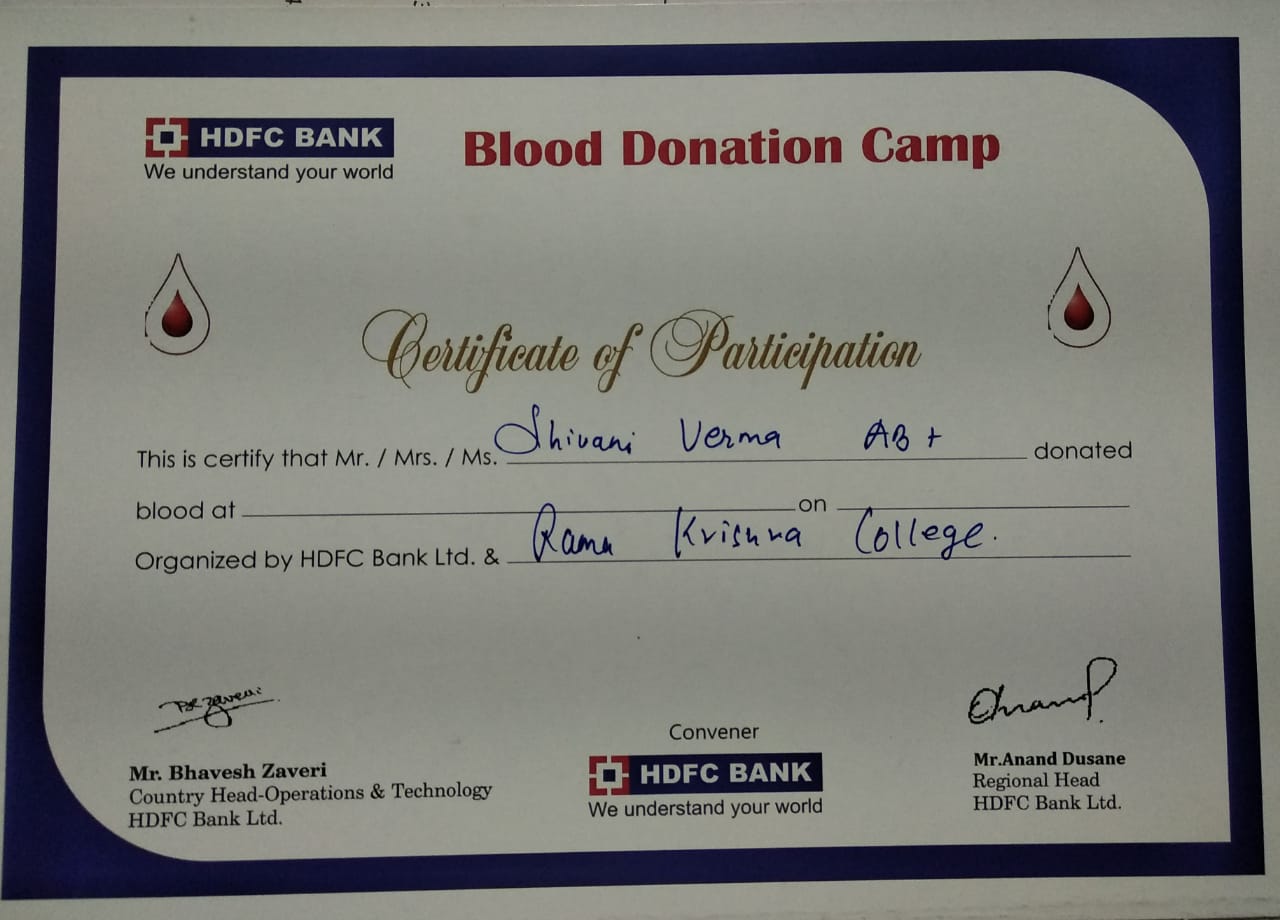 HDFC BANK
We understand your world
Blood Donation Camp
Certificate of Participation
This is certify that Mr. / Mrs. / Ms. Shivani Verma AB+ donated
blood at on
Organized by HDFC Bank Ltd. & Rama Krishna College.
Mr. Bhavesh Zaveri
Country Head-Operations & Technology
HDFC Bank Ltd.
Convener
HDFC BANK
We understand your world
Mr.Anand Dusane
Regional Head
HDFC Bank Ltd.